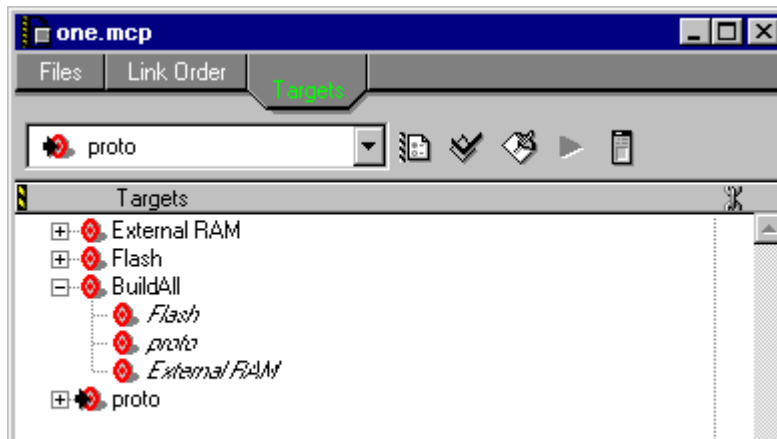 one.mcp
Files Link Order Targets
proto
Targets
External RAM
Flash
BuildAll
Flash
proto
External RAM
proto